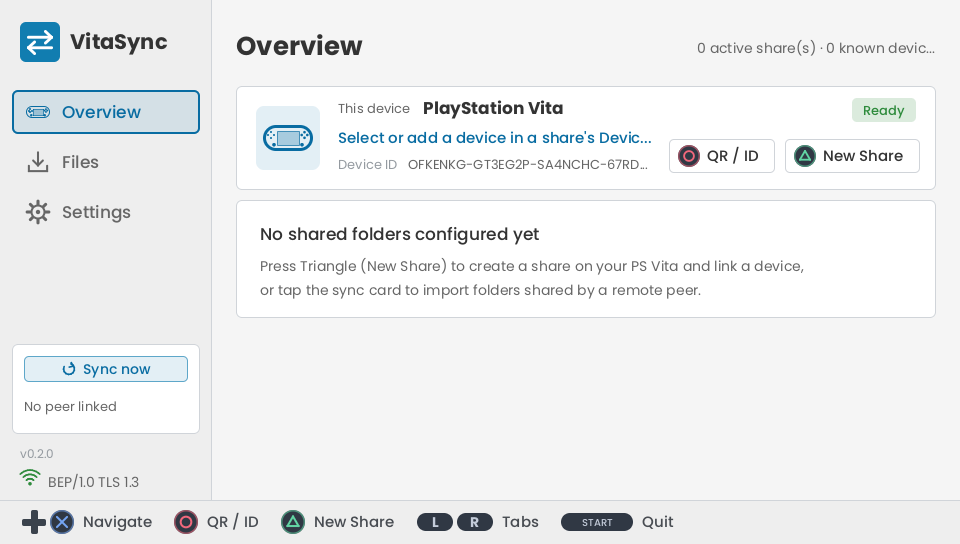 VitaSync
Overview
Files
Settings
Sync now
No peer linked
v0.2.0
BEP/1.0 TLS 1.3
Overview
0 active share(s) · 0 known devic...
This device PlayStation Vita
Ready
Select or add a device in a share's Devic...
Device ID OFKENKG-GT3EG2P-SA4NCHC-67RD...
QR / ID
New Share
No shared folders configured yet
Press Triangle (New Share) to create a share on your PS Vita and link a device,
or tap the sync card to import folders shared by a remote peer.
Navigate QR / ID New Share L R Tabs START Quit